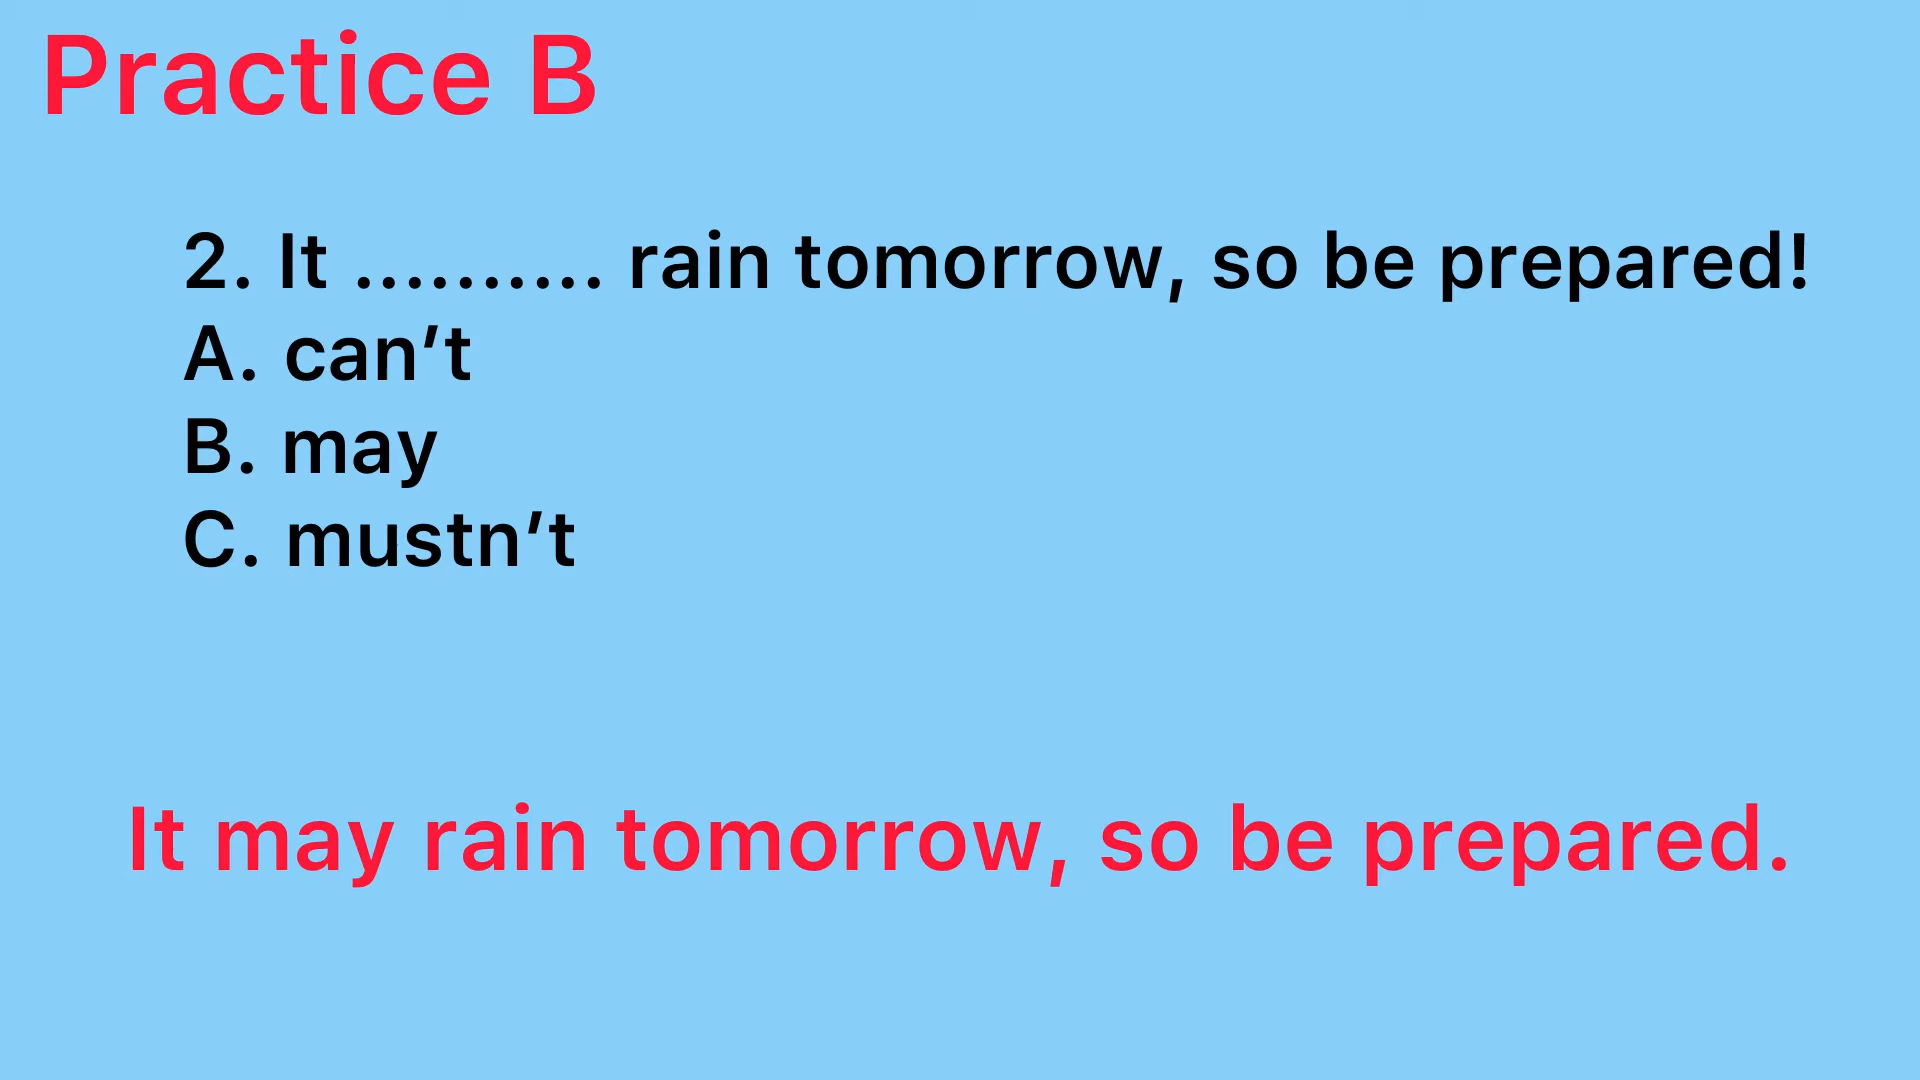 Practice B
2. It .......... rain tomorrow, so be prepared!
A. can’t
B. may
C. mustn’t
It may rain tomorrow, so be prepared.